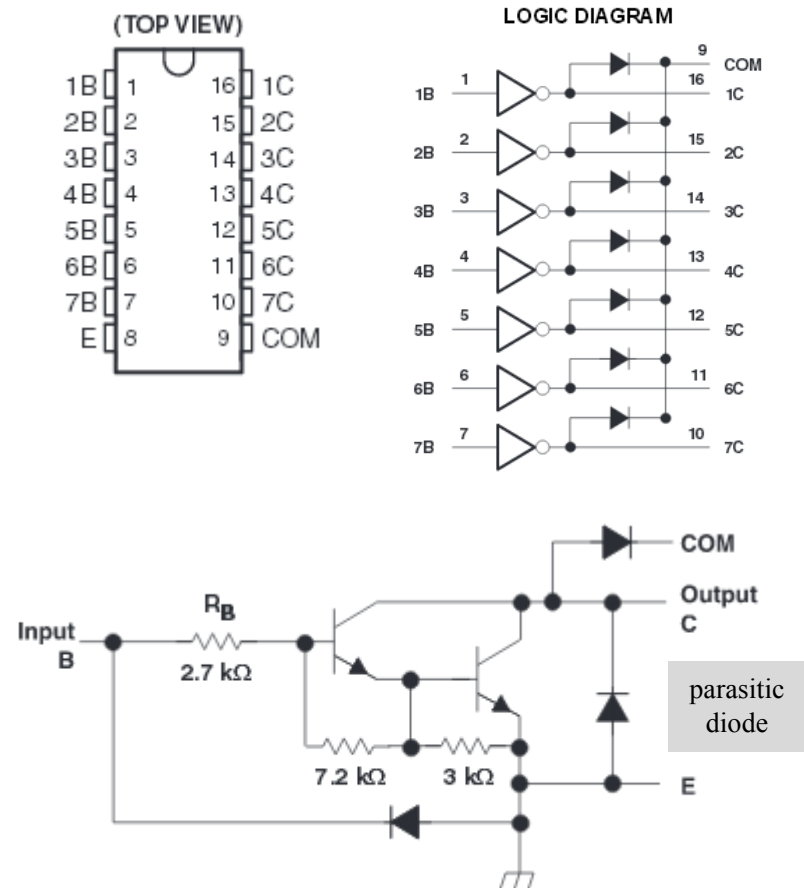 (TOP VIEW)
1B 1 16 1C
2B 2 15 2C
3B 3 14 3C
4B 4 13 4C
5B 5 12 5C
6B 6 11 6C
7B 7 10 7C
E 8 9 COM
LOGIC DIAGRAM
9 COM
1B 1 16 1C
2B 2 15 2C
3B 3 14 3C
4B 4 13 4C
5B 5 12 5C
6B 6 11 6C
7B 7 10 7C
COM
Output
C
Input
B
RB
2.7 kΩ
7.2 kΩ 3 kΩ
parasitic
diode
E